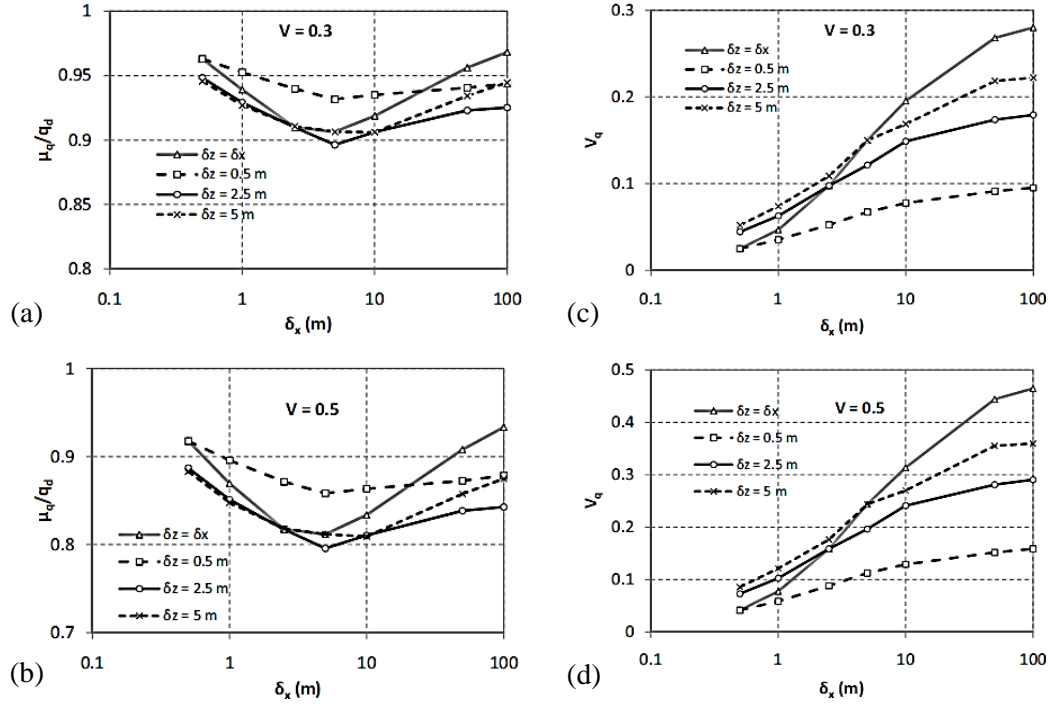 V = 0.3
μq/qd
1
0.95
0.9
0.85
0.8
δz = δx
δz = 0.5 m
δz = 2.5 m
δz = 5 m
0.1 1 10 100
δx (m)
(a)
V = 0.3
Vq
0.3
0.2
0.1
0
δz = δx
δz = 0.5 m
δz = 2.5 m
δz = 5 m
0.1 1 10 100
δx (m)
(c)
V = 0.5
μq/qd
1
0.9
0.8
0.7
δz = δx
δz = 0.5 m
δz = 2.5 m
δz = 5 m
0.1 1 10 100
δx (m)
(b)
V = 0.5
Vq
0.5
0.4
0.3
0.2
0.1
0
δz = δx
δz = 0.5 m
δz = 2.5 m
δz = 5 m
0.1 1 10 100
δx (m)
(d)